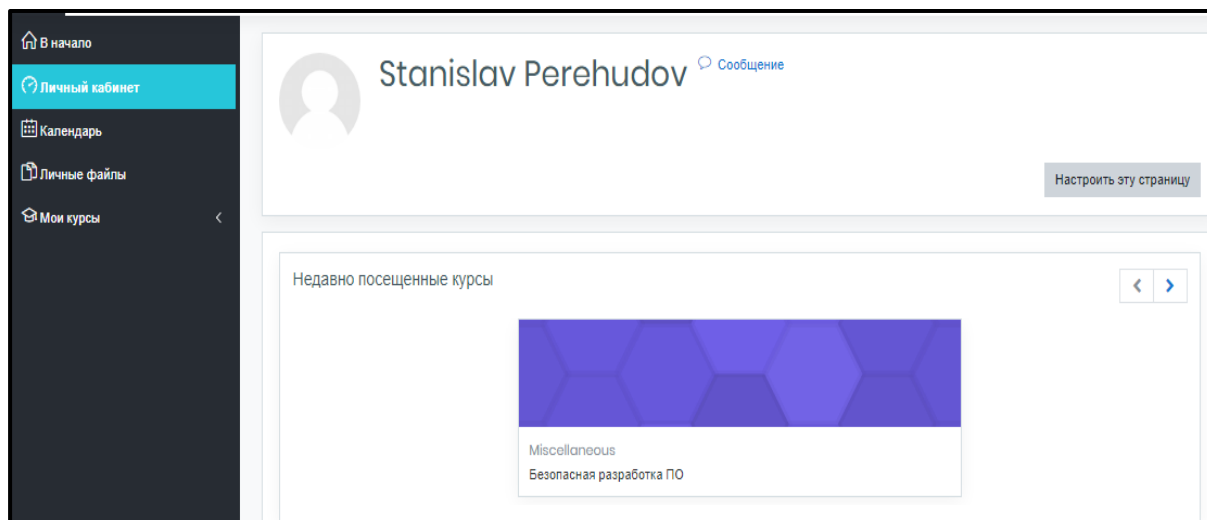 В начало
Личный кабинет
Календарь
Личные файлы
Мои курсы
Stanislav Perehudov
Сообщение
Настроить эту страницу
Недавно посещенные курсы
Miscellaneous
Безопасная разработка ПО